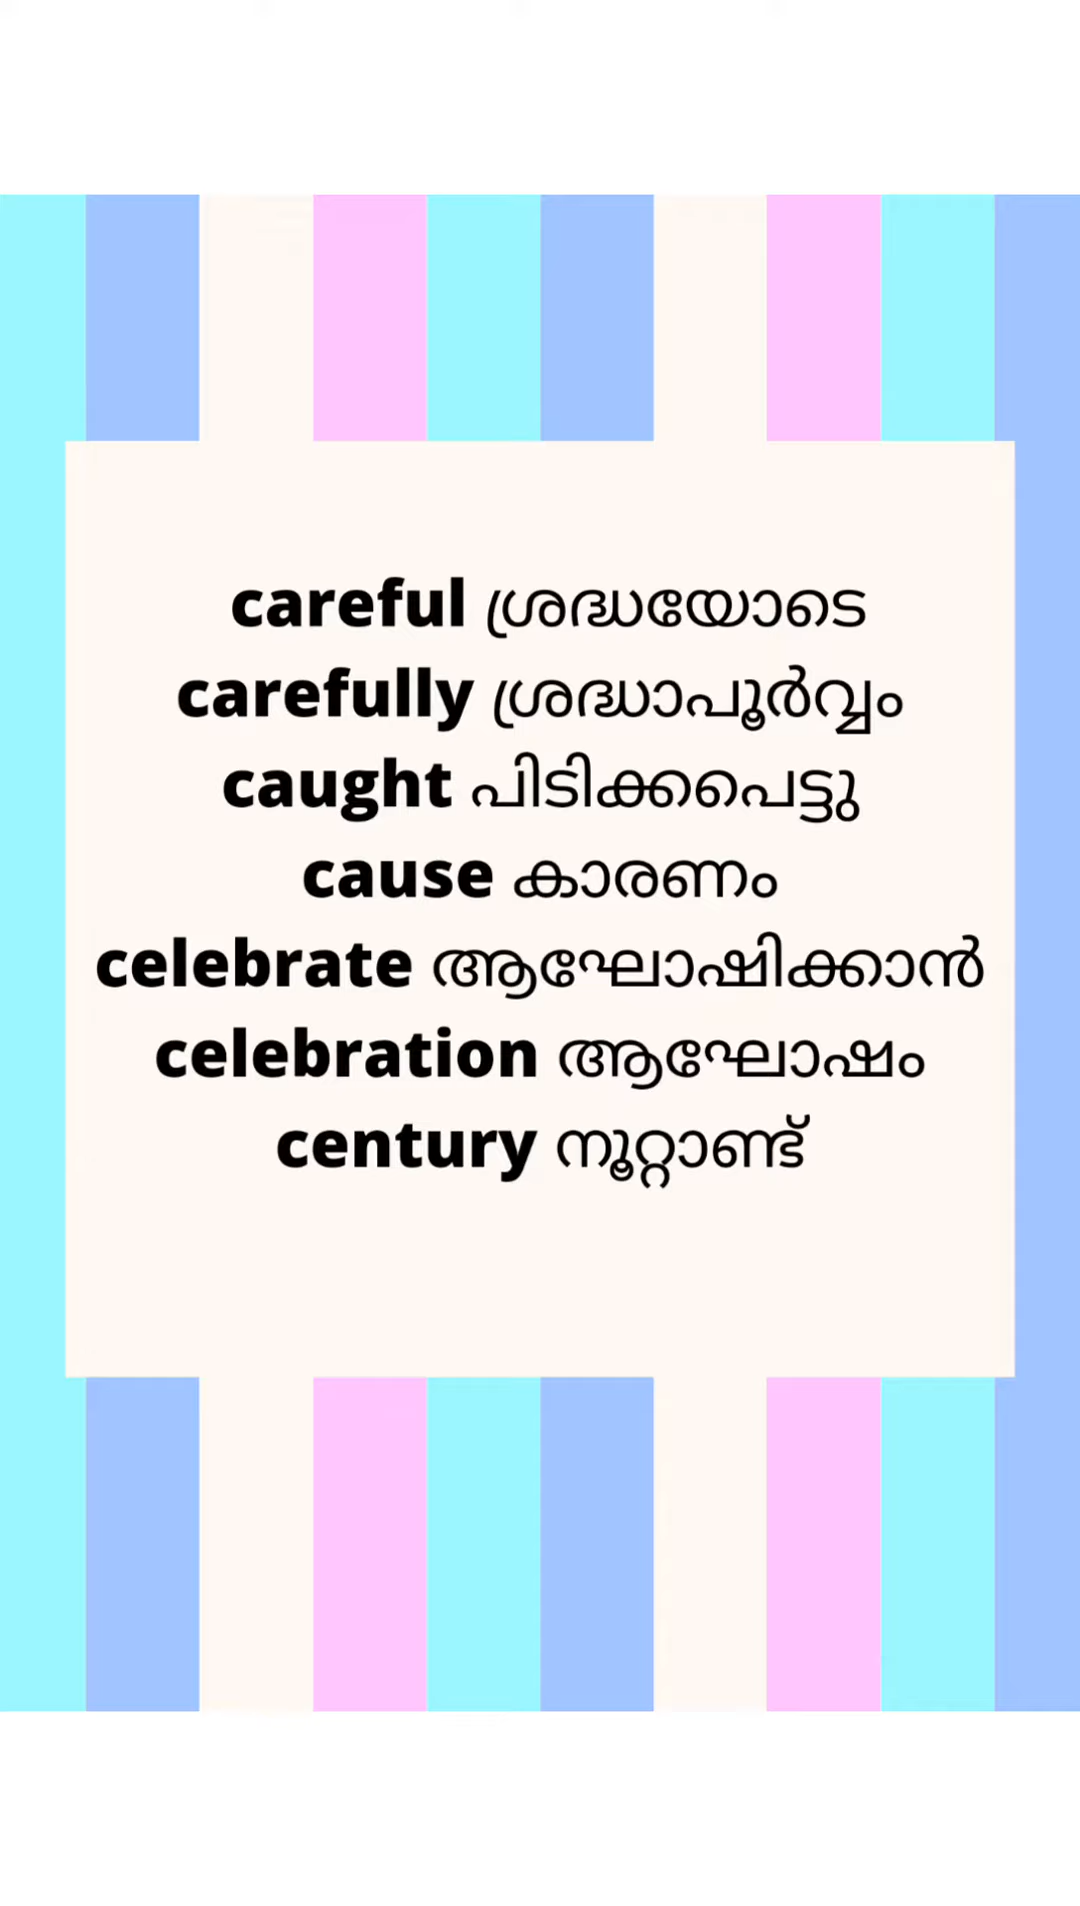 careful ശ്രദ്ധയോടെ
carefully ശ്രദ്ധാപൂർവ്വം
caught പിടിക്കപെട്ടു
cause കാരണം
celebrate ആഘോഷിക്കാൻ
celebration ആഘോഷം
century നൂറ്റാണ്ട്